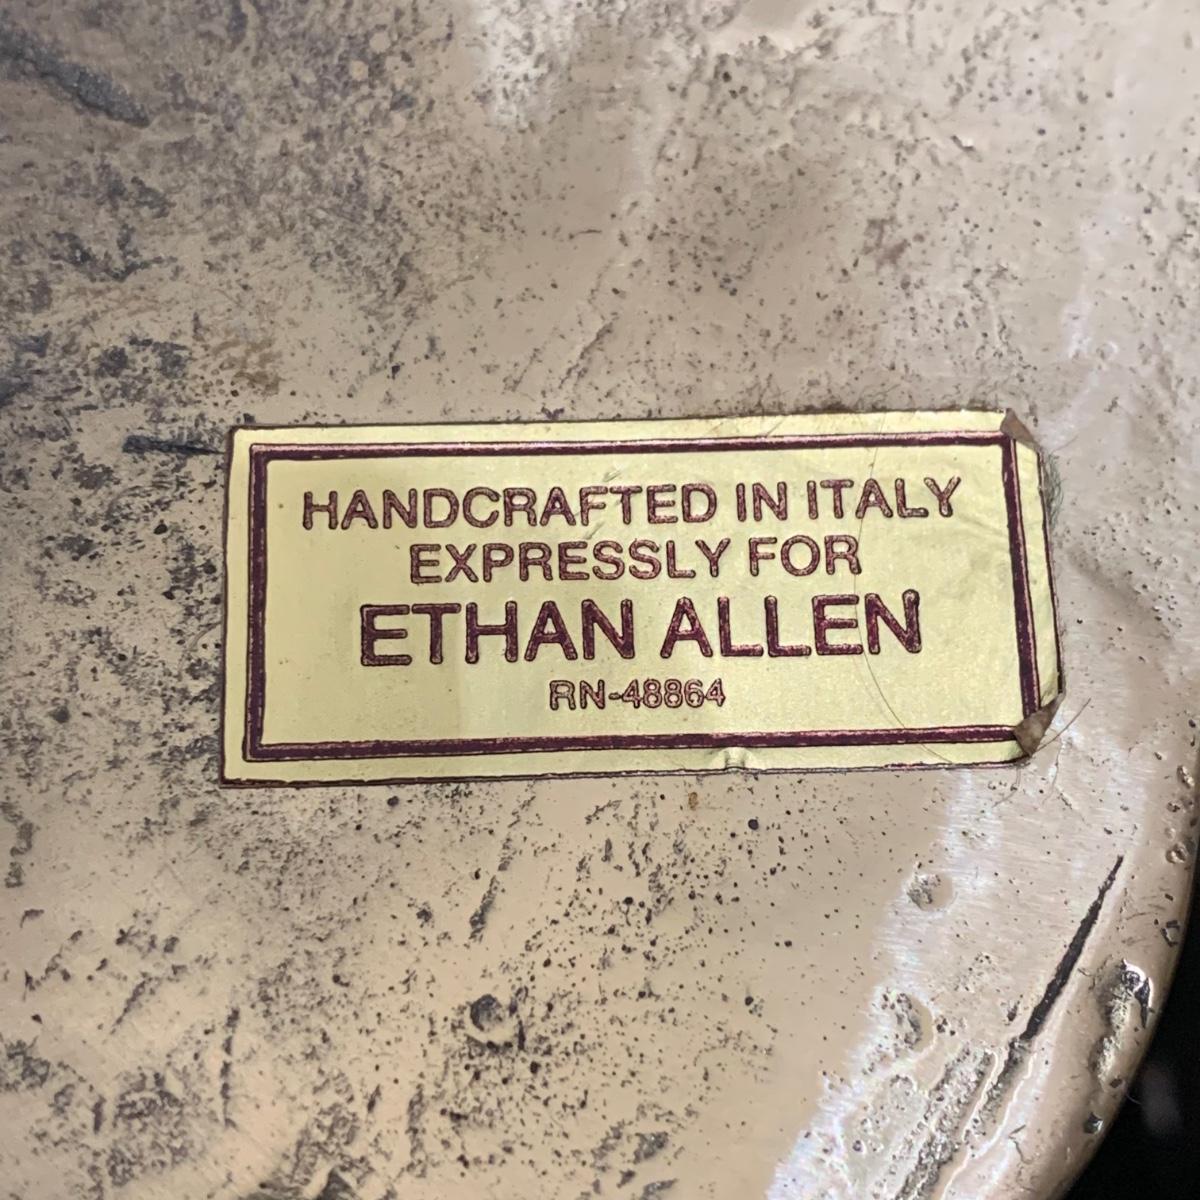 HANDCRAFTED IN ITALY
EXPRESSLY FOR
ETHAN ALLEN
RN-48864